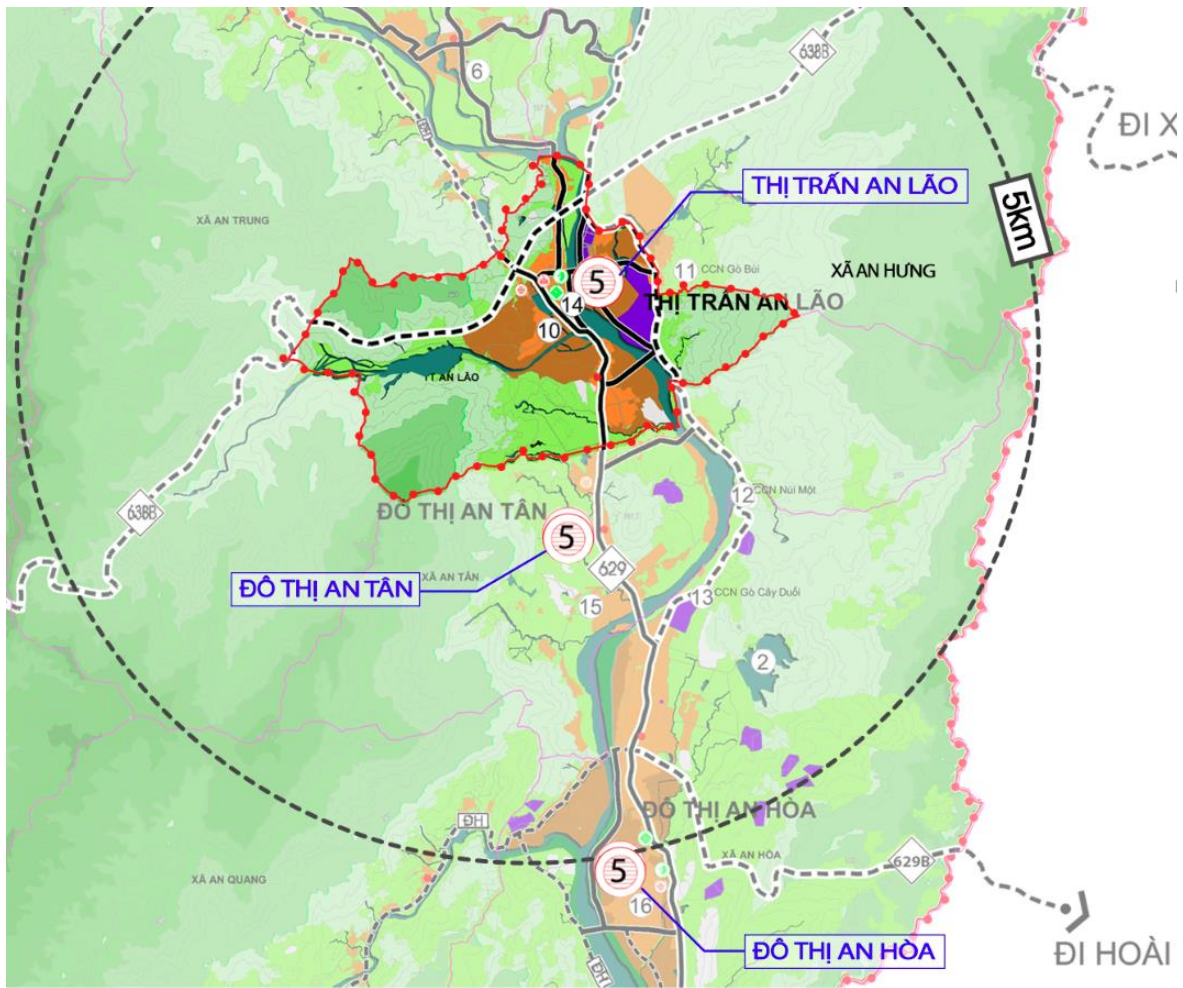 638B
6
ĐH
ĐI X
THỊ TRẤN AN LÃO
5km
XÃ AN TRUNG
5
11
CCN Gò Bùi
XÃ AN HƯNG
14
THỊ TRẤN AN LÃO
10
TT AN LÃO
638B
ĐÔ THỊ AN TÂN
12
CCN Núi Một
5
629
ĐÔ THỊ AN TÂN
XÃ AN TÂN
15
13
CCN Gò Cây Duối
2
ĐÔ THỊ AN HÒA
ĐH
XÃ AN HÒA
629B
5
XÃ AN QUANG
16
ĐÔ THỊ AN HÒA
ĐI HOÀI
ĐH